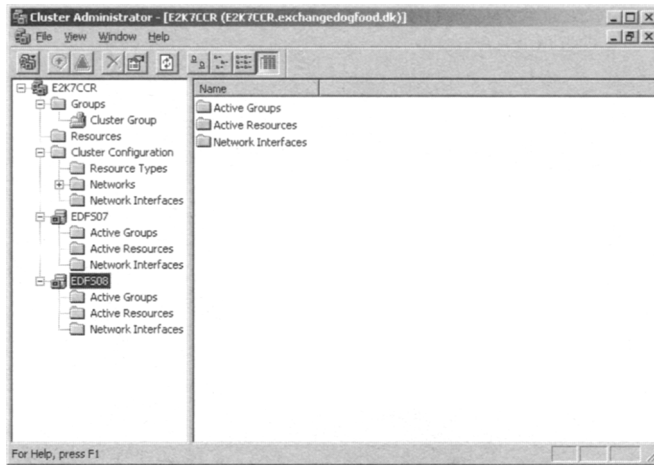 Cluster Administrator - [E2K7CCR (E2K7CCR.exchangedogfood.dk)]
File View Window Help
E2K7CCR
Groups
Cluster Group
Resources
Cluster Configuration
Resource Types
Networks
Network Interfaces
EDFS07
Active Groups
Active Resources
Network Interfaces
EDFS08
Active Groups
Active Resources
Network Interfaces
Name
Active Groups
Active Resources
Network Interfaces
For Help, press F1